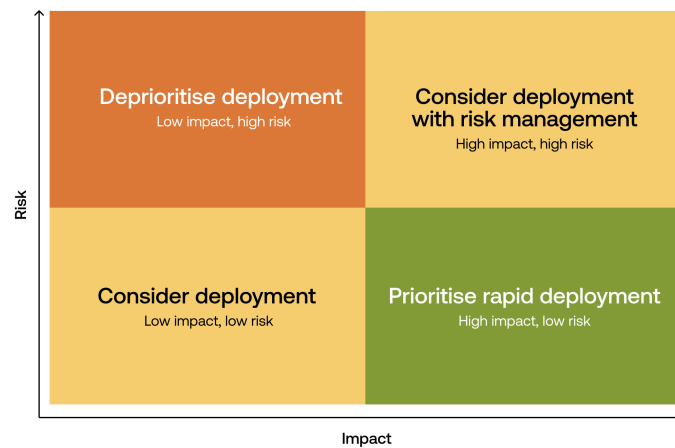 Deprioritise deployment
Low impact, high risk
Consider deployment
with risk management
High impact, high risk
Risk
Consider deployment
Low impact, low risk
Prioritise rapid deployment
High impact, low risk
Impact